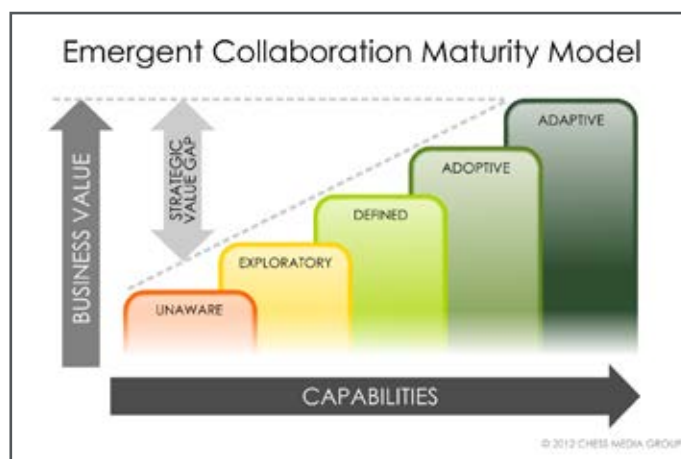 Emergent Collaboration Maturity Model
BUSINESS VALUE
STRATEGIC
VALUE GAP
UNAWARE
EXPLORATORY
DEFINED
ADOPTIVE
ADAPTIVE
CAPABILITIES
© 2012 CHESS MEDIA GROUP